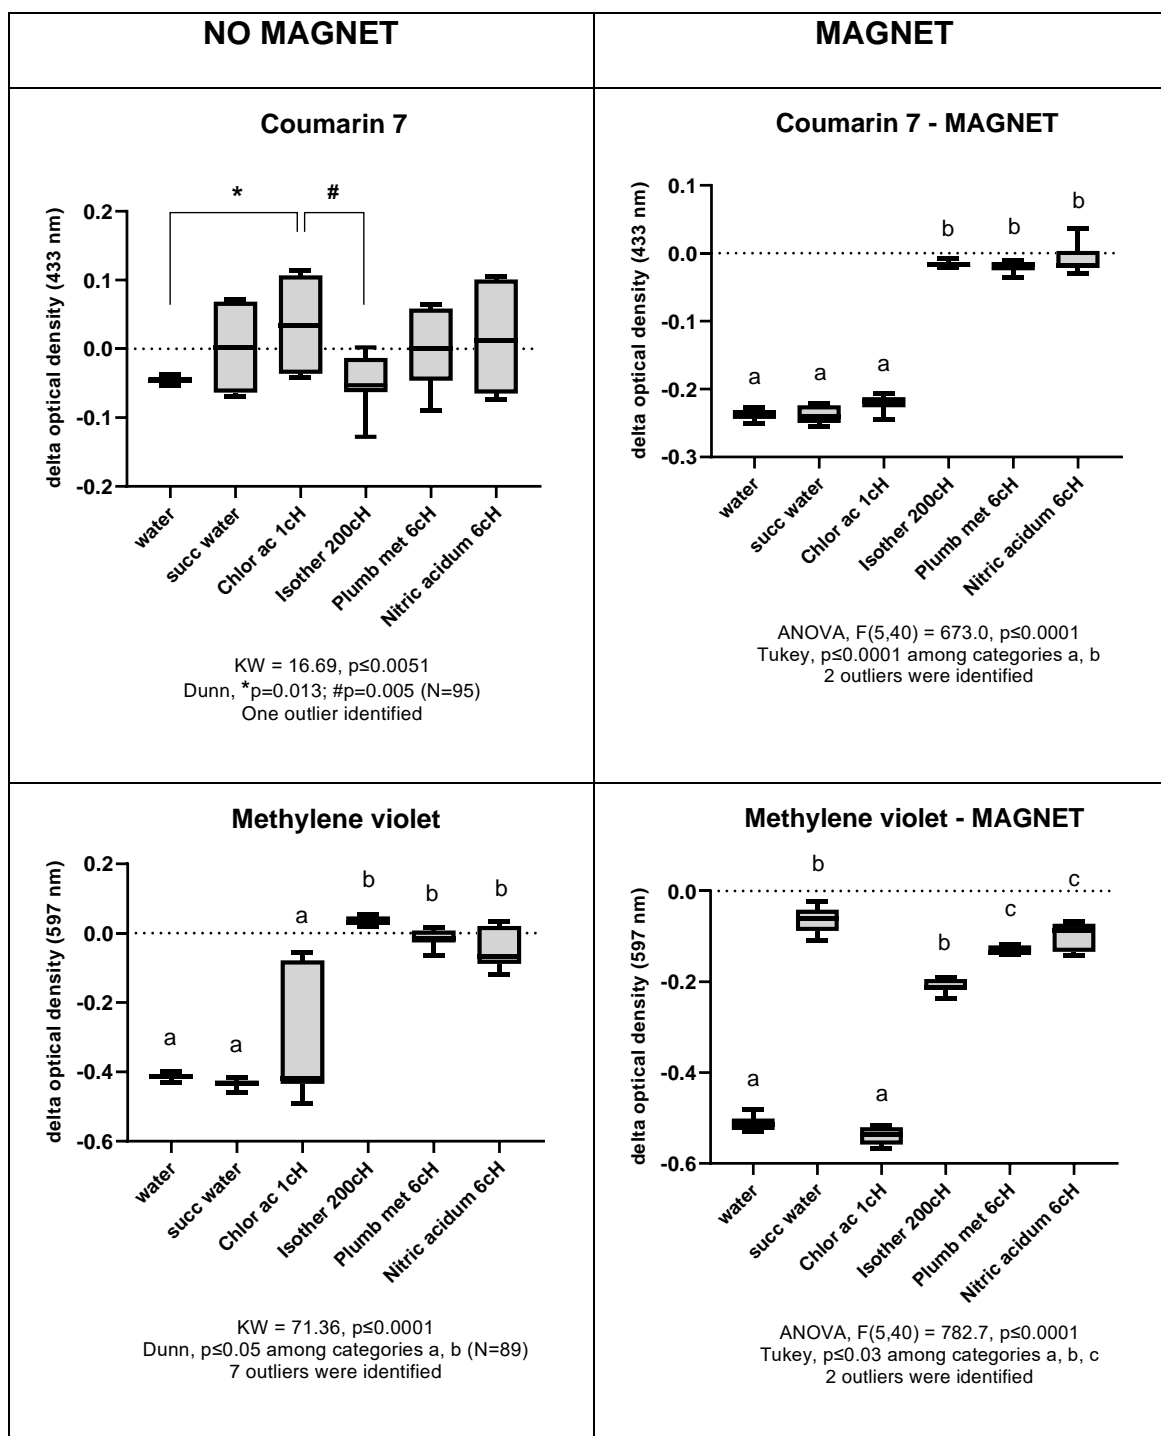 NO MAGNET
MAGNET
Coumarin 7
* #
delta optical density (433 nm)
0.2
0.1
0.0
-0.1
-0.2
water
succ water
Chlor ac 1cH
Isother 200cH
Plumb met 6cH
Nitric acidum 6cH
KW = 16.69, p≤0.0051
Dunn, *p=0.013; #p=0.005 (N=95)
One outlier identified
Coumarin 7 - MAGNET
delta optical density (433 nm)
0.1
0.0
-0.1
-0.2
-0.3
a a a b b b
water
succ water
Chlor ac 1cH
Isother 200cH
Plumb met 6cH
Nitric acidum 6cH
ANOVA, F(5,40) = 673.0, p≤0.0001
Tukey, p≤0.0001 among categories a, b
2 outliers were identified
Methylene violet
delta optical density (597 nm)
0.2
0.0
-0.2
-0.4
-0.6
a a a b b b
water
succ water
Chlor ac 1cH
Isother 200cH
Plumb met 6cH
Nitric acidum 6cH
KW = 71.36, p≤0.0001
Dunn, p≤0.05 among categories a, b (N=89)
7 outliers were identified
Methylene violet - MAGNET
delta optical density (597 nm)
0.0
-0.2
-0.4
-0.6
a b a b c c
water
succ water
Chlor ac 1cH
Isother 200cH
Plumb met 6cH
Nitric acidum 6cH
ANOVA, F(5,40) = 782.7, p≤0.0001
Tukey, p≤0.03 among categories a, b, c
2 outliers were identified